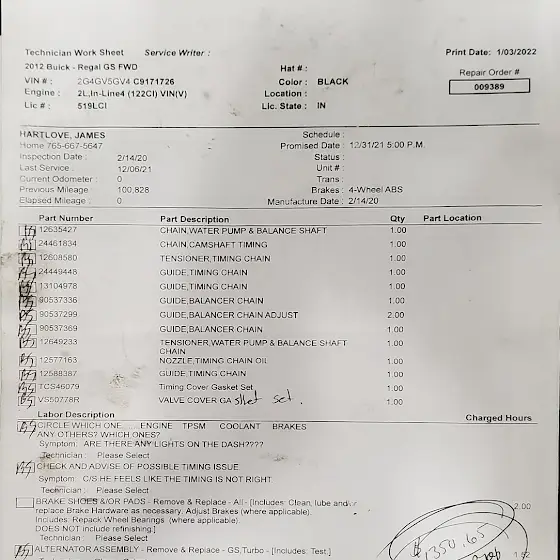 Technician Work Sheet Service Writer :
Print Date: 1/03/2022
2012 Buick - Regal GS FWD Hat # :
Repair Order #
VIN # : 2G4GV5GV4 C9171726 Color : BLACK
009389
Engine : 2L,In-Line4 (122CI) VIN(V) Location :
Lic # : 519LCI Lic. State : IN
HARTLOVE, JAMES Schedule :
Home 765-667-5647 Promised Date : 12/31/21 5:00 P.M.
Inspection Date : 2/14/20 Status :
Last Service : 12/06/21 Unit # :
Current Odometer : 0 Trans :
Previous Mileage : 100,828 Brakes : 4-Wheel ABS
Elapsed Mileage : 0 Manufacture Date : 2/14/20
Part Number Part Description Qty Part Location
12635427 CHAIN,WATER PUMP & BALANCE SHAFT 1.00
24461834 CHAIN,CAMSHAFT TIMING 1.00
12608580 TENSIONER,TIMING CHAIN 1.00
24449448 GUIDE,TIMING CHAIN 1.00
13104978 GUIDE,TIMING CHAIN 1.00
90537336 GUIDE,BALANCER CHAIN 1.00
90537299 GUIDE,BALANCER CHAIN ADJUST 2.00
90537369 GUIDE,BALANCER CHAIN 1.00
12649233 TENSIONER,WATER PUMP & BALANCE SHAFT 1.00
CHAIN
12577163 NOZZLE,TIMING CHAIN OIL 1.00
12588387 GUIDE,TIMING CHAIN 1.00
TCS46079 Timing Cover Gasket Set 1.00
VS50778R VALVE COVER GA sket set. 1.00
Labor Description Charged Hours
CIRCLE WHICH ONE ENGINE TPSM COOLANT BRAKES
ANY OTHERS? WHICH ONES?
Symptom: ARE THERE ANY LIGHTS ON THE DASH????
Technician : Please Select
CHECK AND ADVISE OF POSSIBLE TIMING ISSUE
Symptom: C/S HE FEELS LIKE THE TIMING IS NOT RIGHT
Technician : Please Select
BRAKE SHOES &/OR PADS - Remove & Replace - All - [Includes: Clean, lube and/or 2.00
replace Brake Hardware as necessary. Adjust Brakes (where applicable).
Includes: Repack Wheel Bearings (where applicable).
DOES NOT include refinishing.]
Technician : Please Select
ALTERNATOR ASSEMBLY - Remove & Replace - GS,Turbo - [Includes: Test.]